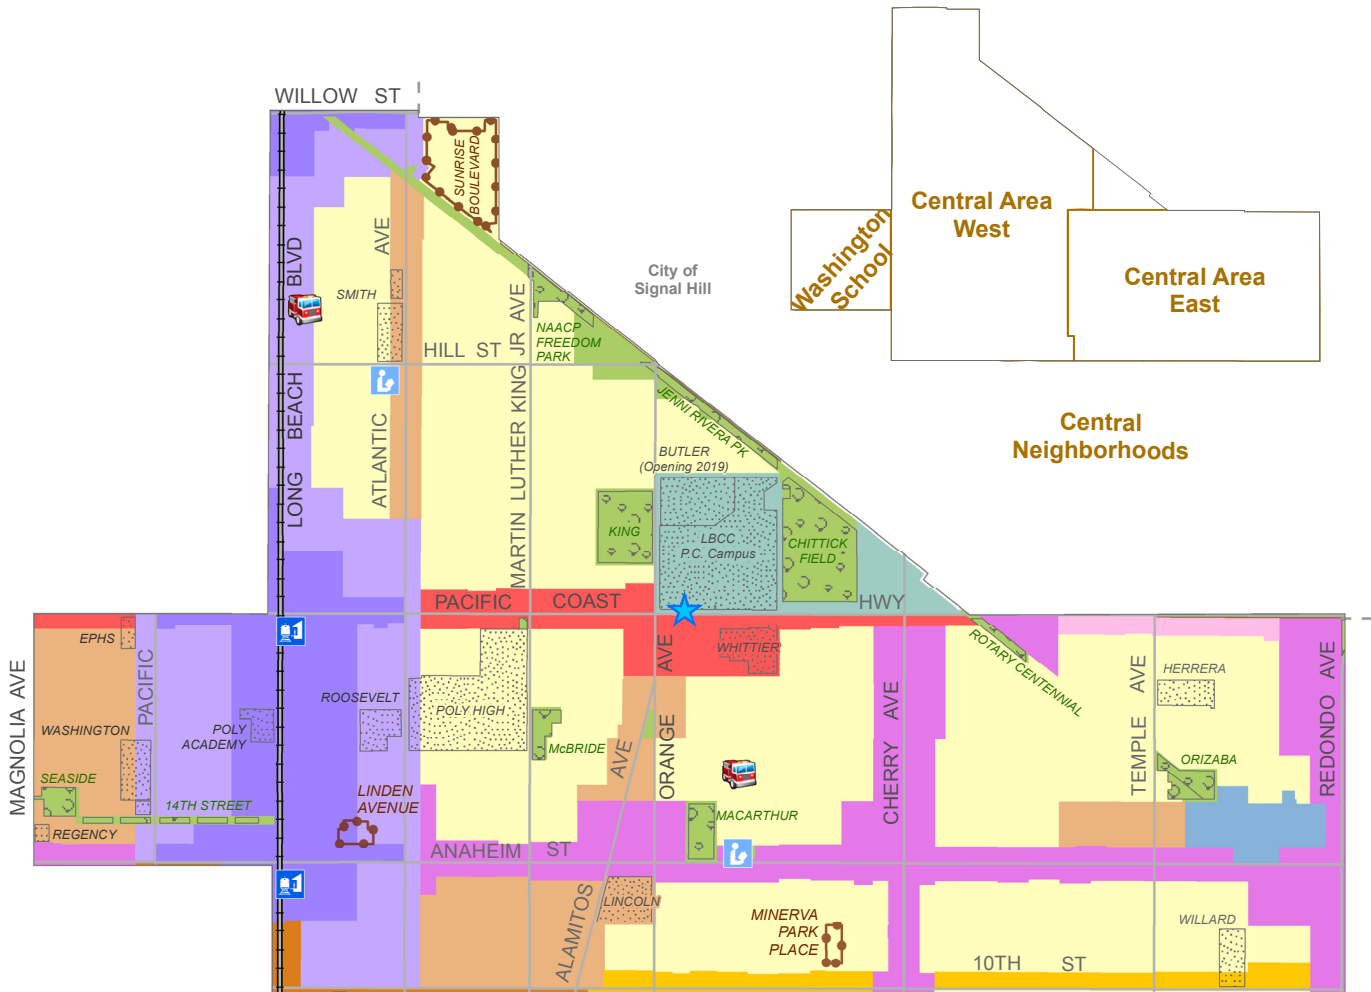 WILLOW ST
SUNRISE
BOULEVARD
BLVD
AVE
SMITH
City of
Signal Hill
NAACP
FREEDOM
PARK
HILL ST
MARTIN LUTHER KING JR AVE
LONG BEACH
ATLANTIC
JENNI RIVERA PK
BUTLER
(Opening 2019)
KING
LBCC
P.C. Campus
CHITTICK
FIELD
PACIFIC COAST HWY
Central Area
West
Washington
School
Central Area
East
Central
Neighborhoods
EPHS
PACIFIC
MAGNOLIA AVE
WASHINGTON
POLY
ACADEMY
ROOSEVELT
POLY HIGH
McBRIDE
AVE
WHITTIER
ORANGE
AVE
CHERRY AVE
ROTARY CENTENNIAL
TEMPLE AVE
HERRERA
ORIZABA
REDONDO AVE
SEASIDE
14TH STREET
REGENCY
LINDEN
AVENUE
MACARTHUR
ANAHEIM ST
ALAMITOS
LINCOLN
MINERVA
PARK
PLACE
WILLARD
10TH ST